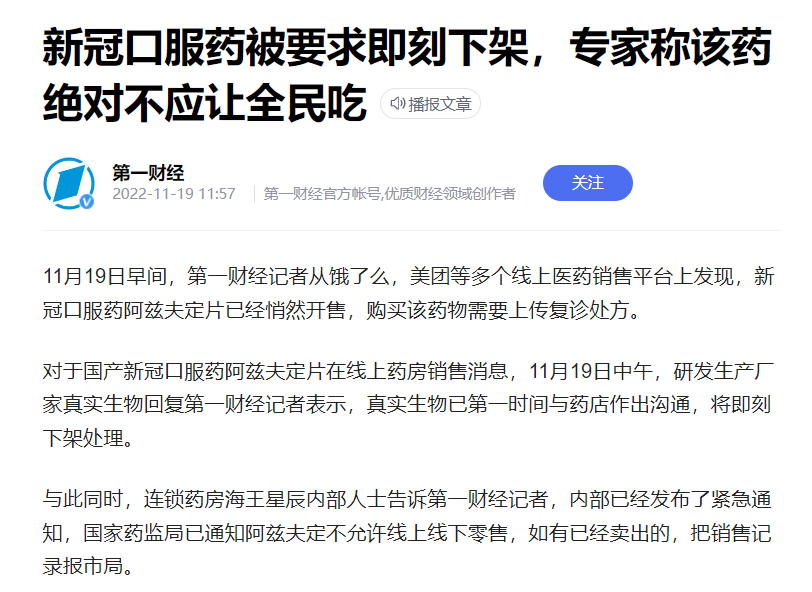 新冠口服药被要求即刻下架，专家称该药
绝对不应让全民吃
播报文章
第一财经
2022-11-19 11:57
第一财经官方帐号,优质财经领域创作者
关注
11月19日早间，第一财经记者从饿了么，美团等多个线上医药销售平台上发现，新
冠口服药阿兹夫定片已经悄然开售，购买该药物需要上传复诊处方。
对于国产新冠口服药阿兹夫定片在线上药房销售消息，11月19日中午，研发生产厂
家真实生物回复第一财经记者表示，真实生物已第一时间与药店作出沟通，将即刻
下架处理。
与此同时，连锁药房海王星辰内部人士告诉第一财经记者，内部已经发布了紧急通
知，国家药监局已通知阿兹夫定不允许线上线下零售，如有已经卖出的，把销售记
录报市局。